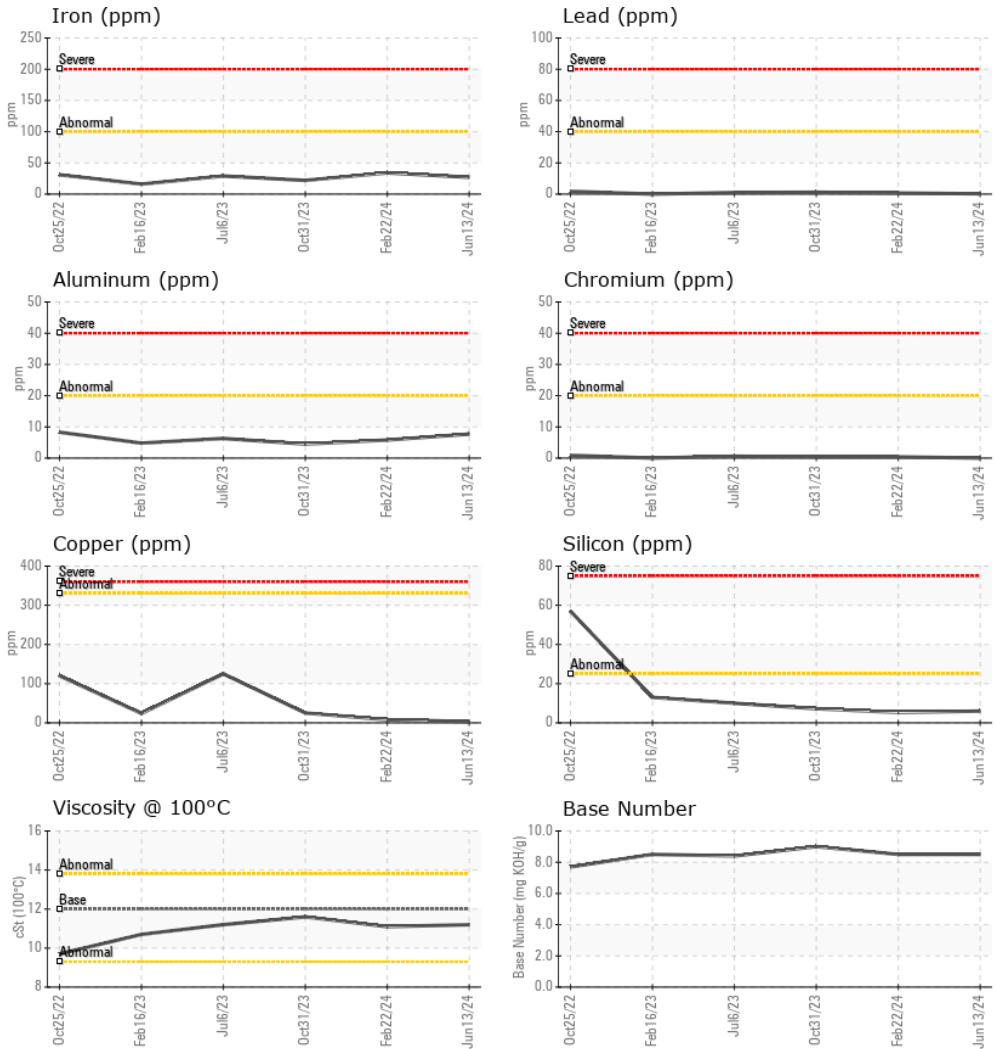 Iron (ppm)
250
200
150
100
50
0
ppm
Severe
Abnormal
Oct25/22
Feb16/23
Jul6/23
Oct31/23
Feb22/24
Jun13/24
Lead (ppm)
100
80
60
40
20
0
ppm
Severe
Abnormal
Oct25/22
Feb16/23
Jul6/23
Oct31/23
Feb22/24
Jun13/24
Aluminum (ppm)
50
40
30
20
10
0
ppm
Severe
Abnormal
Oct25/22
Feb16/23
Jul6/23
Oct31/23
Feb22/24
Jun13/24
Chromium (ppm)
50
40
30
20
10
0
ppm
Severe
Abnormal
Oct25/22
Feb16/23
Jul6/23
Oct31/23
Feb22/24
Jun13/24
Copper (ppm)
400
300
200
100
0
ppm
Severe
Abnormal
Oct25/22
Feb16/23
Jul6/23
Oct31/23
Feb22/24
Jun13/24
Silicon (ppm)
80
60
40
20
0
ppm
Severe
Abnormal
Oct25/22
Feb16/23
Jul6/23
Oct31/23
Feb22/24
Jun13/24
Viscosity @ 100°C
16
14
12
10
8
cSt (100°C)
Abnormal
Base
Abnormal
Oct25/22
Feb16/23
Jul6/23
Oct31/23
Feb22/24
Jun13/24
Base Number
10.0
8.0
6.0
4.0
2.0
0.0
Base Number (mg KOH/g)
Oct25/22
Feb16/23
Jul6/23
Oct31/23
Feb22/24
Jun13/24